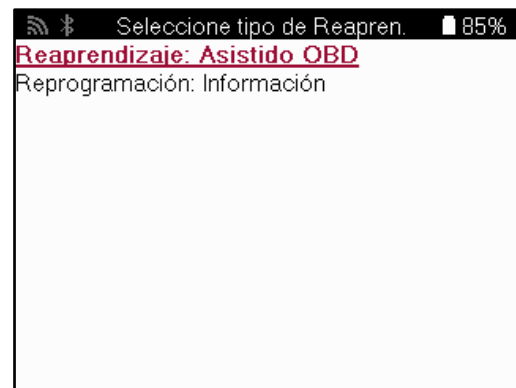 Seleccione tipo de Reapren. 85%
Reaprendizaje: Asistido OBD
Reprogramación: Información